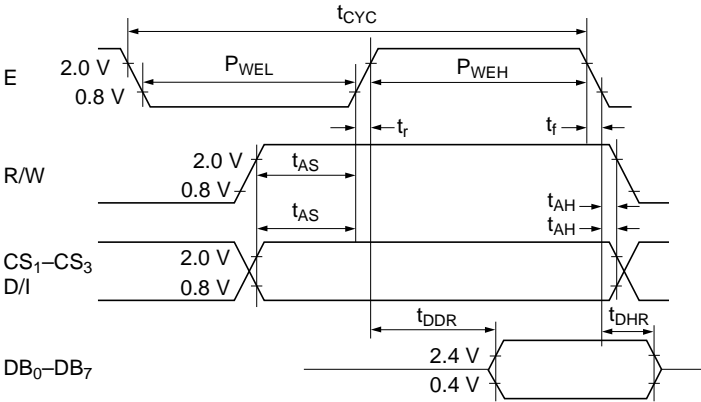 tCYC
E
2.0 V
0.8 V
PWEL
PWEH
tr
tf
R/W
2.0 V
0.8 V
tAS
tAS
tAH
tAH
CS1–CS3
D/I
2.0 V
0.8 V
tDDR
tDHR
DB0–DB7
2.4 V
0.4 V